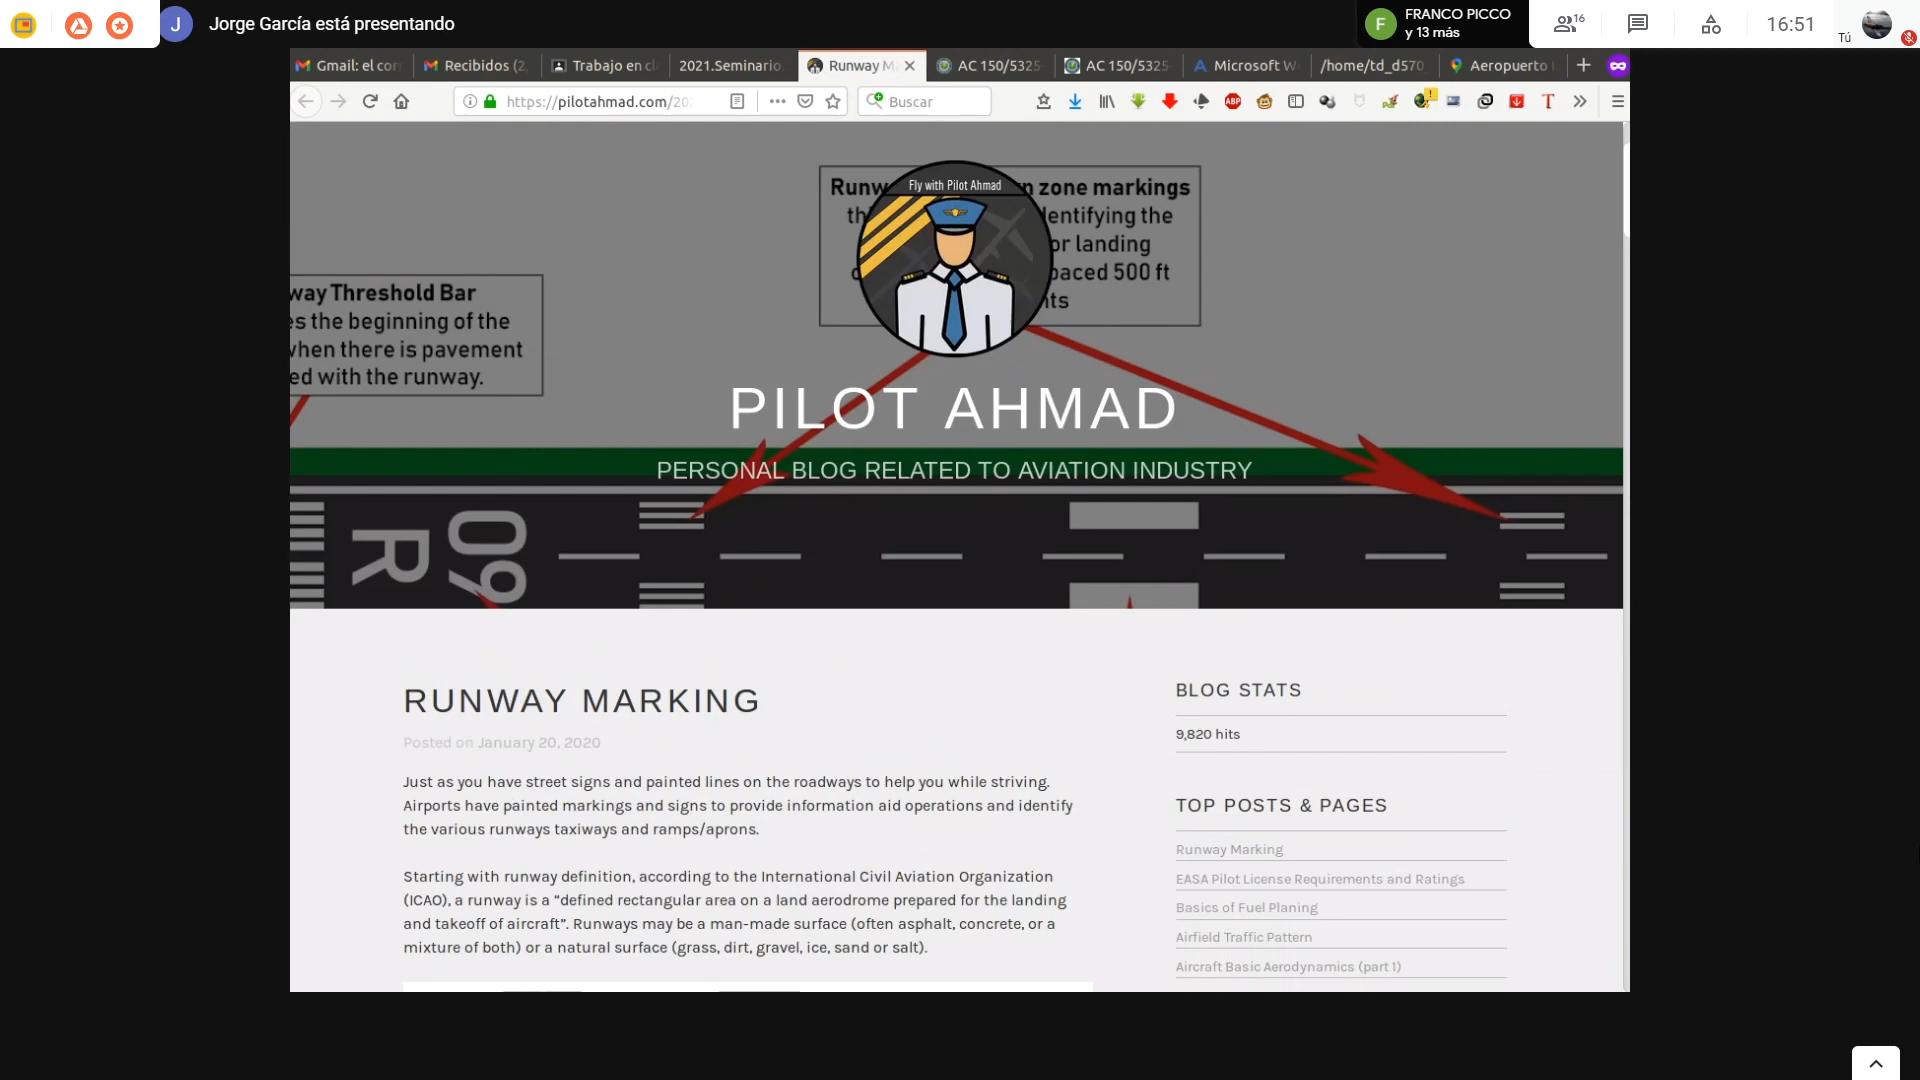 J
Jorge García está presentando
F
FRANCO PICCO
y 13 más
16
16:51
Tú
Gmail: el cor
Recibidos (2
Trabajo en cl
2021.Seminario
Runway M
AC 150/5325
AC 150/5325
Microsoft W
/home/td_d570
Aeropuerto
https://pilotahmad.com/20
Buscar
ABP
T
Runw
n zone markings
th
dentifying the
or landing
paced 500 ft
nts
Fly with Pilot Ahmad
way Threshold Bar
es the beginning of the
when there is pavement
ed with the runway.
PILOT AHMAD
PERSONAL BLOG RELATED TO AVIATION INDUSTRY
09
R
RUNWAY MARKING
Posted on January 20, 2020
Just as you have street signs and painted lines on the roadways to help you while striving.
Airports have painted markings and signs to provide information aid operations and identify
the various runways taxiways and ramps/aprons.
Starting with runway definition, according to the International Civil Aviation Organization
(ICAO), a runway is a “defined rectangular area on a land aerodrome prepared for the landing
and takeoff of aircraft”. Runways may be a man-made surface (often asphalt, concrete, or a
mixture of both) or a natural surface (grass, dirt, gravel, ice, sand or salt).
BLOG STATS
9,820 hits
TOP POSTS & PAGES
Runway Marking
EASA Pilot License Requirements and Ratings
Basics of Fuel Planing
Airfield Traffic Pattern
Aircraft Basic Aerodynamics (part 1)